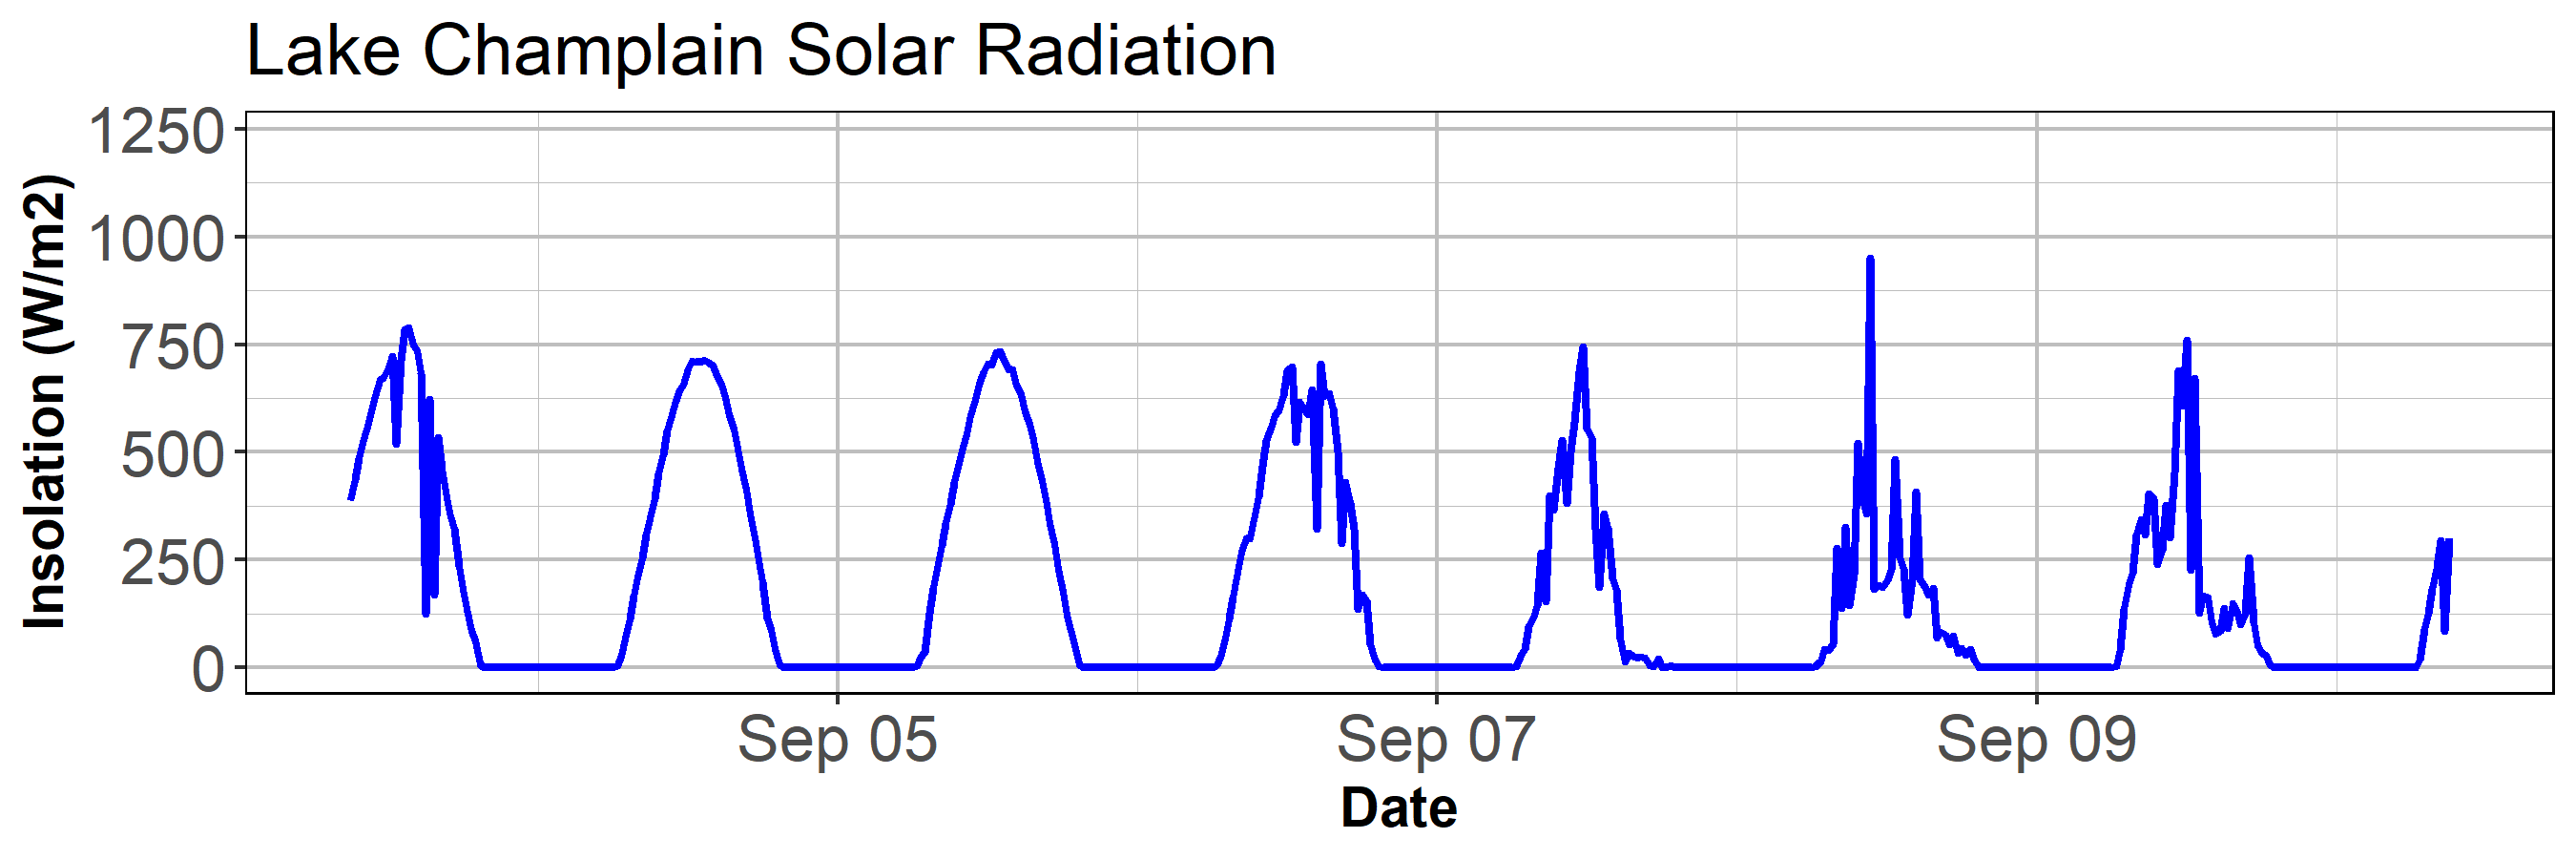 Lake Champlain Solar Radiation
1250
1000
750
500
250
0
Insolation (W/m2)
Sep 05
Sep 07
Sep 09
Date